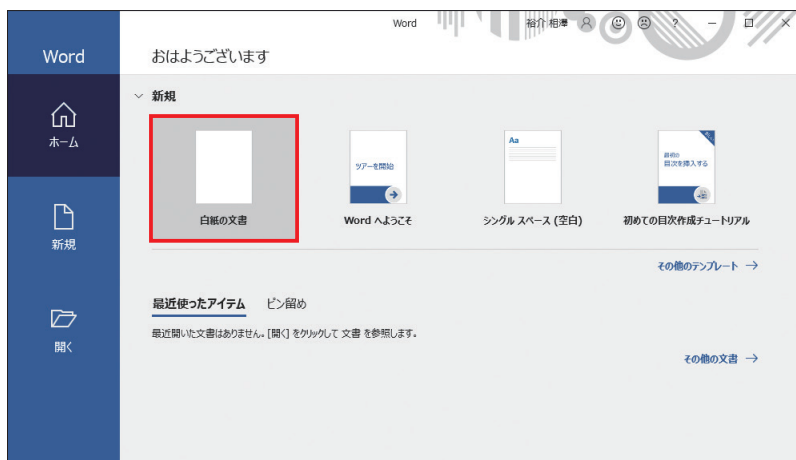 Word
裕介 相澤
?
Word
おはようございます
新規
ホーム
新規
開く
ツアーを開始
Aa
最初の
目次を挿入する
白紙の文書
Word へようこそ
シングル スペース (空白)
初めての目次作成チュートリアル
その他のテンプレート →
最近使ったアイテム ピン留め
最近開いた文書はありません。[開く] をクリックして 文書 を参照します。
その他の文書 →